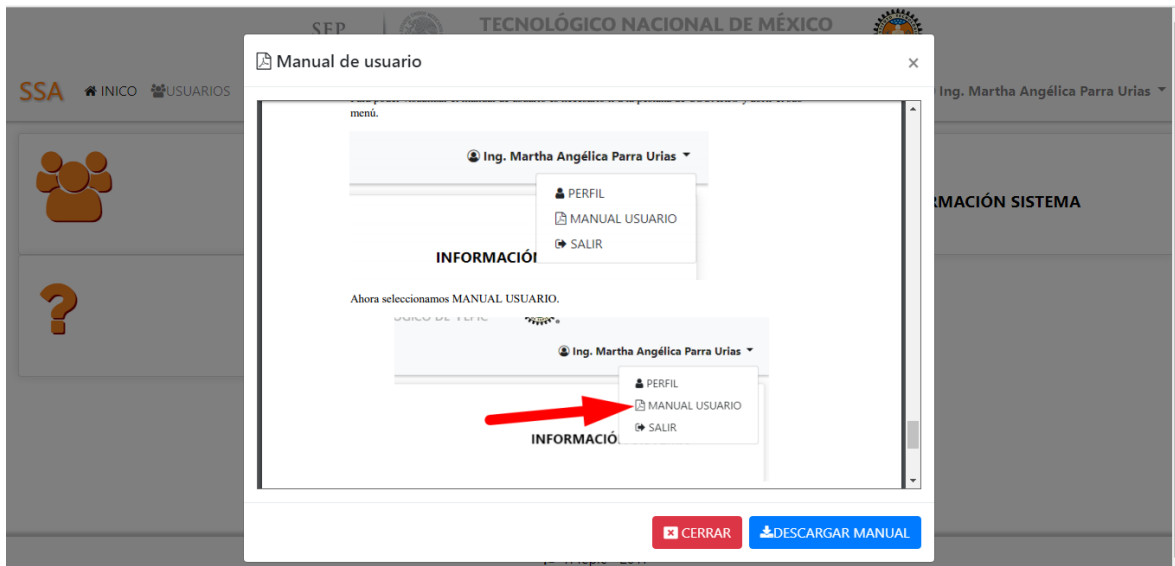 SEP
TECNOLÓGICO NACIONAL DE MÉXICO
Manual de usuario ×
SSA INICO USUARIOS
Ing. Martha Angélica Parra Urias
menú.
Ing. Martha Angélica Parra Urias
PERFIL
MANUAL USUARIO
SALIR
INFORMACIÓ
RMACIÓN SISTEMA
Ahora seleccionamos MANUAL USUARIO.
Ing. Martha Angélica Parra Urias
PERFIL
MANUAL USUARIO
SALIR
INFORMACIÓ
CERRAR
DESCARGAR MANUAL